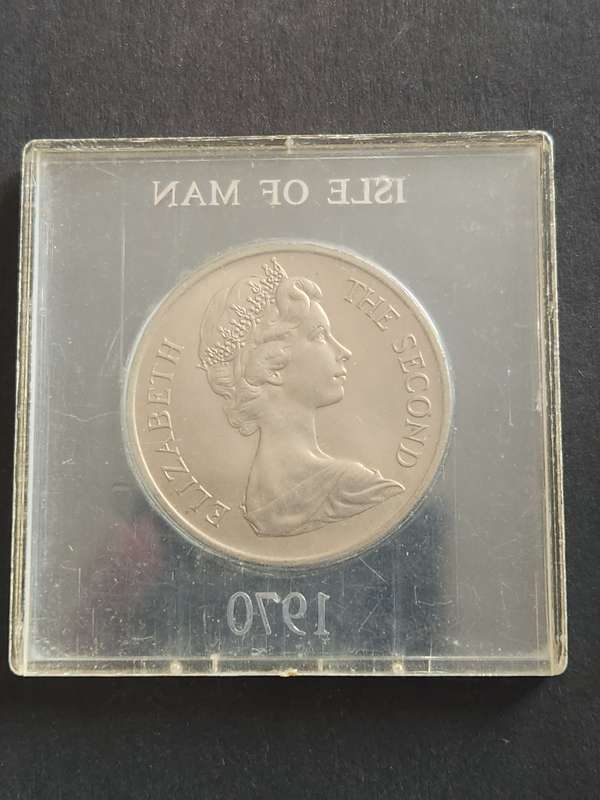 ISLE OF MAN
ELIZABETH THE SECOND
1970